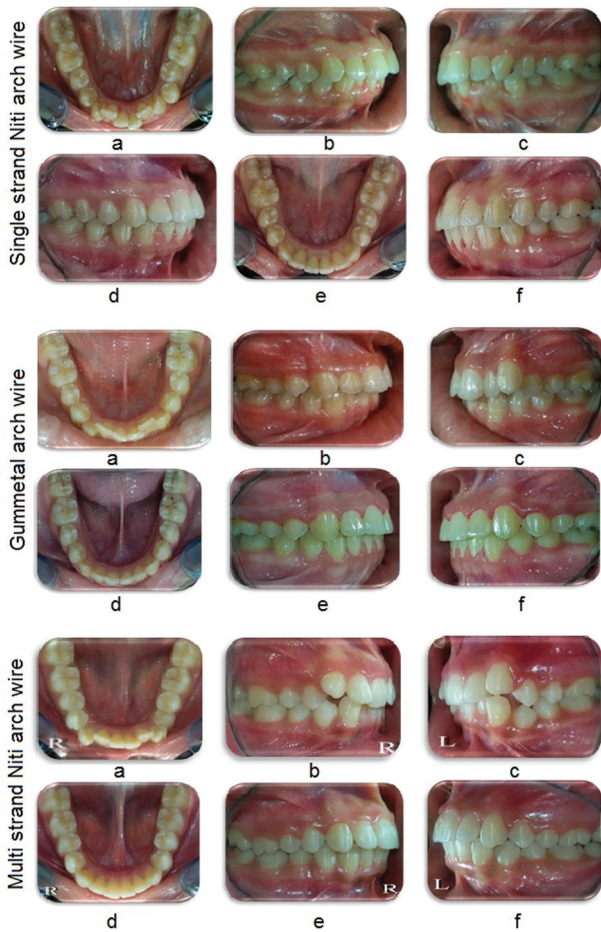 Single strand Niti arch wire
a b c
d e f
Gummetal arch wire
a b c
d e f
Multi strand Niti arch wire
R R L
a b c
R R L
d e f